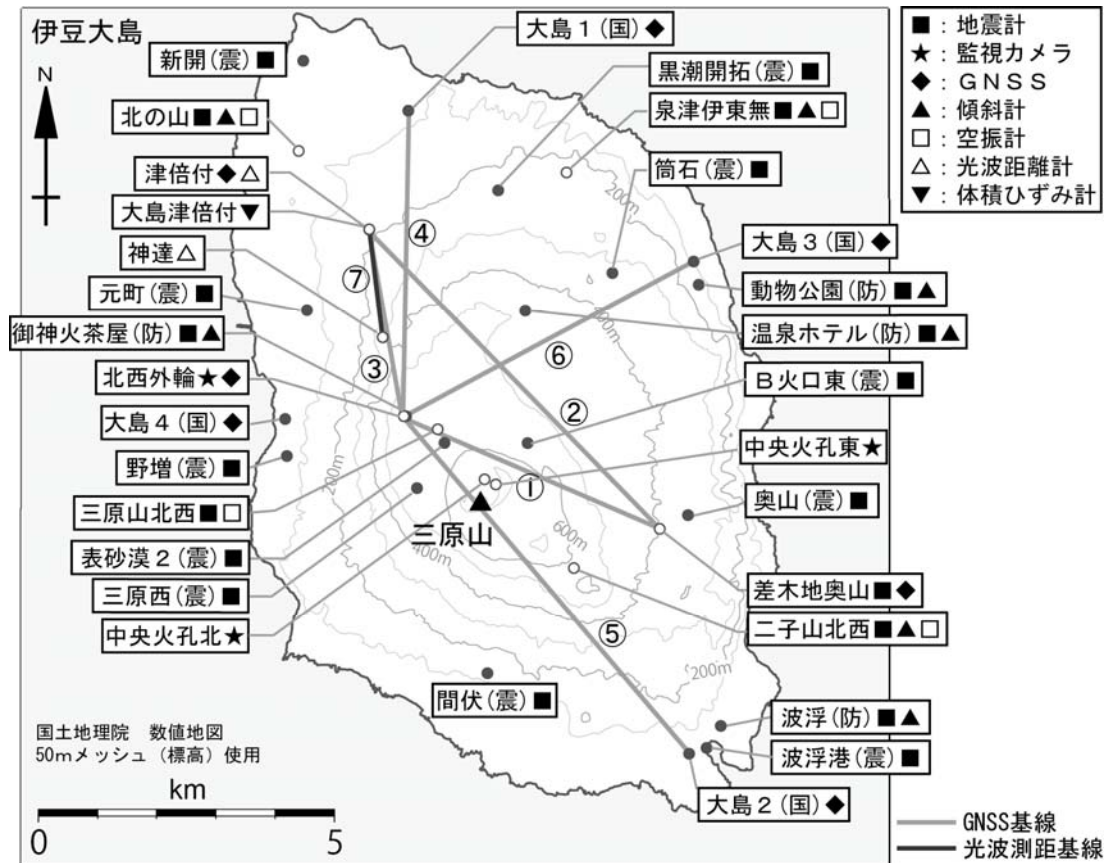 伊豆大島
N
大島1(国)◆
新開(震)■
黒潮開拓(震)■
北の山■▲□
泉津伊東無■▲□
津倍付◆△
筒石(震)■
大島津倍付▼
神達△
大島3(国)◆
元町(震)■
動物公園(防)■▲
御神火茶屋(防)■▲
温泉ホテル(防)■▲
北西外輪★◆
B火口東(震)■
大島4(国)◆
中央火孔東★
野増(震)■
三原山北西■□
奥山(震)■
表砂漠2(震)■
三原西(震)■
差木地奥山■◆
中央火孔北★
二子山北西■▲□
間伏(震)■
波浮(防)■▲
波浮港(震)■
大島2(国)◆
三原山
①
②
③
④
⑤
⑥
⑦
200m
200m
200m
400m
600m
■:地震計
★:監視カメラ
◆:GNSS
▲:傾斜計
□:空振計
△:光波距離計
▼:体積ひずみ計
国土地理院 数値地図
50mメッシュ(標高)使用
km
0 5
GNSS基線
光波測距基線